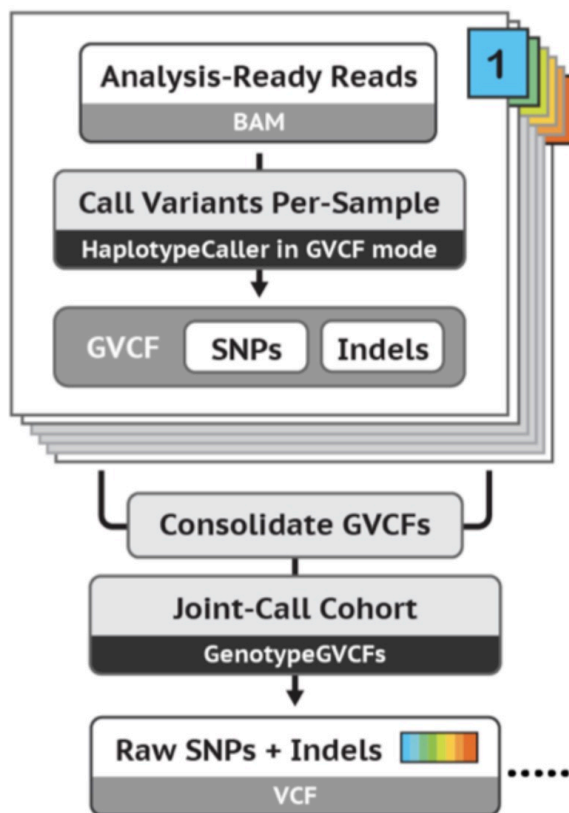 1
Analysis-Ready Reads
BAM
Call Variants Per-Sample
HaplotypeCaller in GVCF mode
GVCF SNPs Indels
Consolidate GVCFs
Joint-Call Cohort
GenotypeGVCFs
Raw SNPs + Indels
VCF